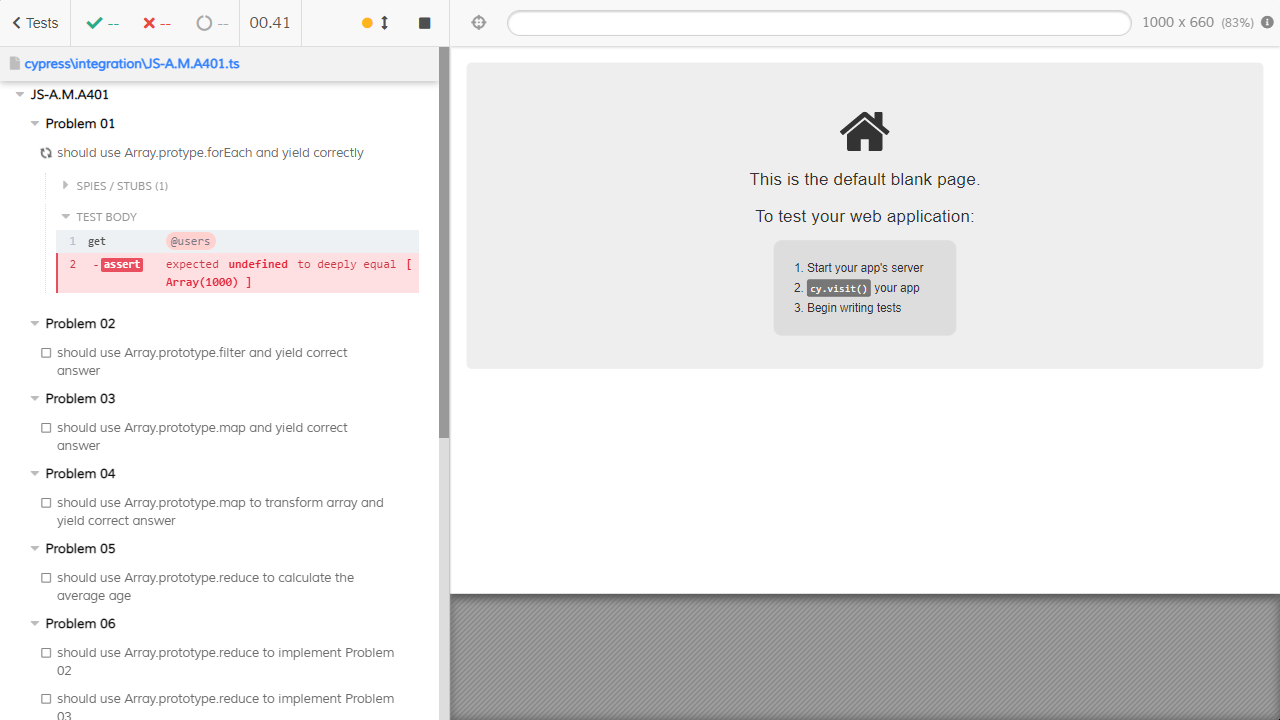 Tests
--
--
--
00.41
1000 x 660 (83%)
cypress\integration\JS-A.M.A401.ts
JS-A.M.A401
Problem 01
should use Array.protype.forEach and yield correctly
SPIES / STUBS (1)
TEST BODY
1 get @users
2 -assert expected undefined to deeply equal [
Array(1000) ]
Problem 02
should use Array.prototype.filter and yield correct
answer
Problem 03
should use Array.prototype.map and yield correct
answer
Problem 04
should use Array.prototype.map to transform array and
yield correct answer
Problem 05
should use Array.prototype.reduce to calculate the
average age
Problem 06
should use Array.prototype.reduce to implement Problem
02
should use Array.prototype.reduce to implement Problem
03
This is the default blank page.
To test your web application:
1. Start your app's server
2. cy.visit() your app
3. Begin writing tests